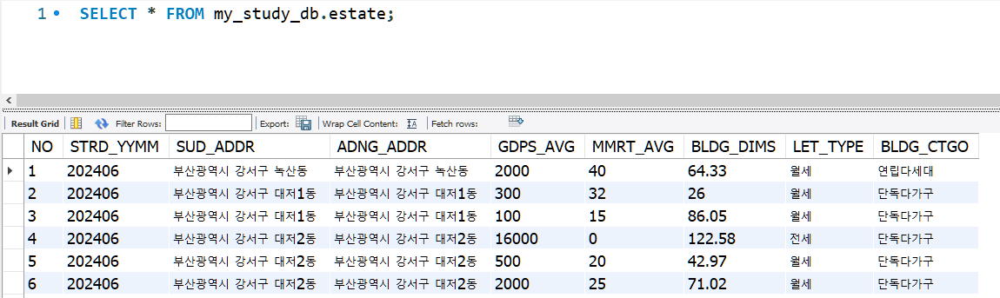 1 SELECT * FROM my_study_db.estate;
Result Grid Filter Rows: Export: Wrap Cell Content: Fetch rows:
NO STRD_YYMM SUD_ADDR ADNG_ADDR GDPS_AVG MMRT_AVG BLDG_DIMS LET_TYPE BLDG_CTGO
1 202406 부산광역시 강서구 녹산동 부산광역시 강서구 녹산동 2000 40 64.33 월세 연립다세대
2 202406 부산광역시 강서구 대저1동 부산광역시 강서구 대저1동 300 32 26 월세 단독다가구
3 202406 부산광역시 강서구 대저1동 부산광역시 강서구 대저1동 100 15 86.05 월세 단독다가구
4 202406 부산광역시 강서구 대저2동 부산광역시 강서구 대저2동 16000 0 122.58 전세 단독다가구
5 202406 부산광역시 강서구 대저2동 부산광역시 강서구 대저2동 500 20 42.97 월세 단독다가구
6 202406 부산광역시 강서구 대저2동 부산광역시 강서구 대저2동 2000 25 71.02 월세 단독다가구